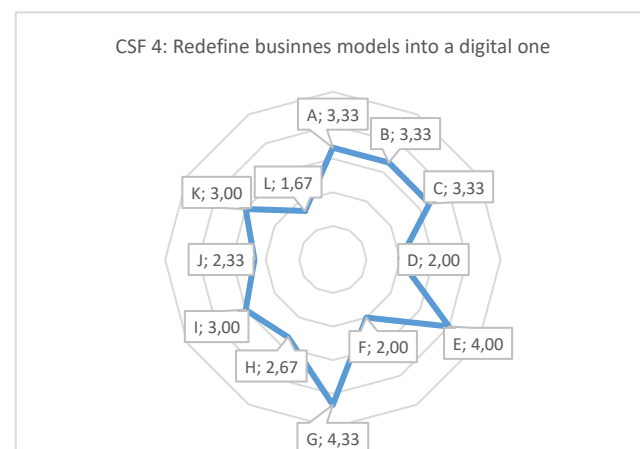 CSF 4: Redefine businnes models into a digital one
A; 3,33
B; 3,33
C; 3,33
D; 2,00
E; 4,00
F; 2,00
G; 4,33
H; 2,67
I; 3,00
J; 2,33
K; 3,00
L; 1,67